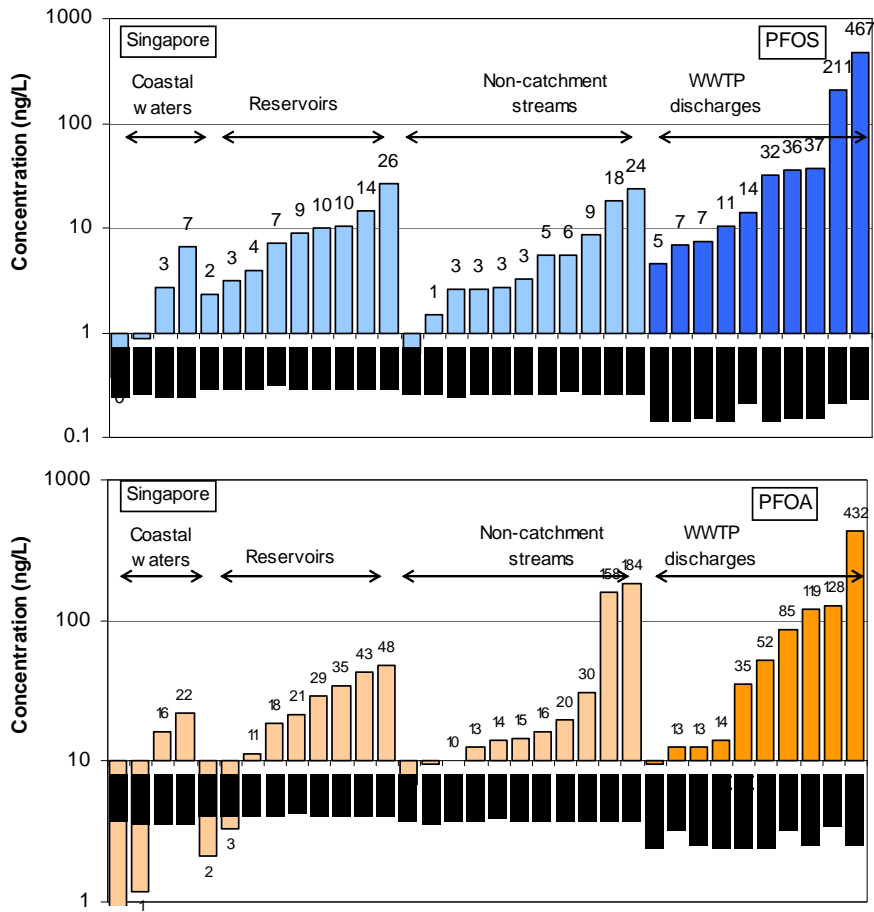 1000
Singapore
PFOS
467
211
Coastal
waters
Reservoirs
Non-catchment
streams
WWTP
discharges
100
10
1
0.1
Concentration (ng/L)
3 7 2 3 4 7 9 10 10 14 26
1 3 3 3 3 5 6 9 18 24
5 7 7 11 14 32 36 37
1000
Singapore
PFOA
432
Coastal
waters
Reservoirs
Non-catchment
streams
WWTP
discharges
100
10
1
Concentration (ng/L)
16 22 11 18 21 29 35 43 48
10 13 14 15 16 20 30 158 184
13 13 14 35 52 85 119 128
1 2 3